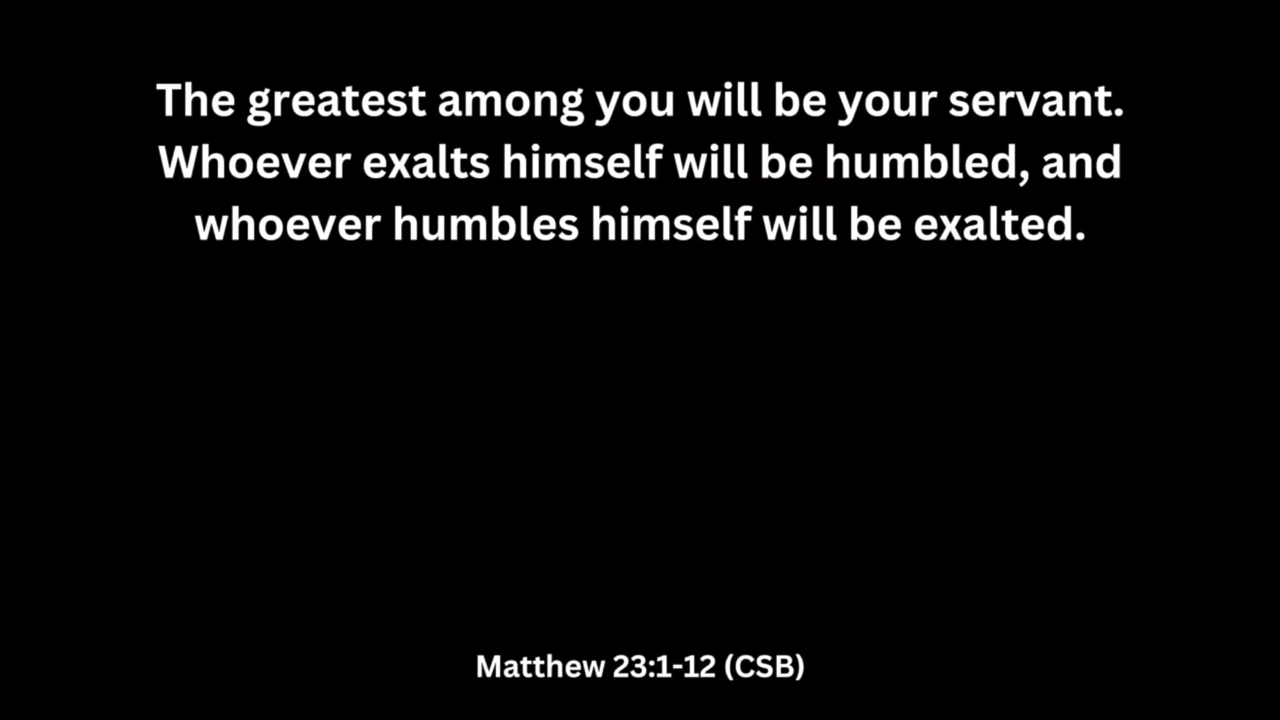 The greatest among you will be your servant.
Whoever exalts himself will be humbled, and
whoever humbles himself will be exalted.
Matthew 23:1-12 (CSB)